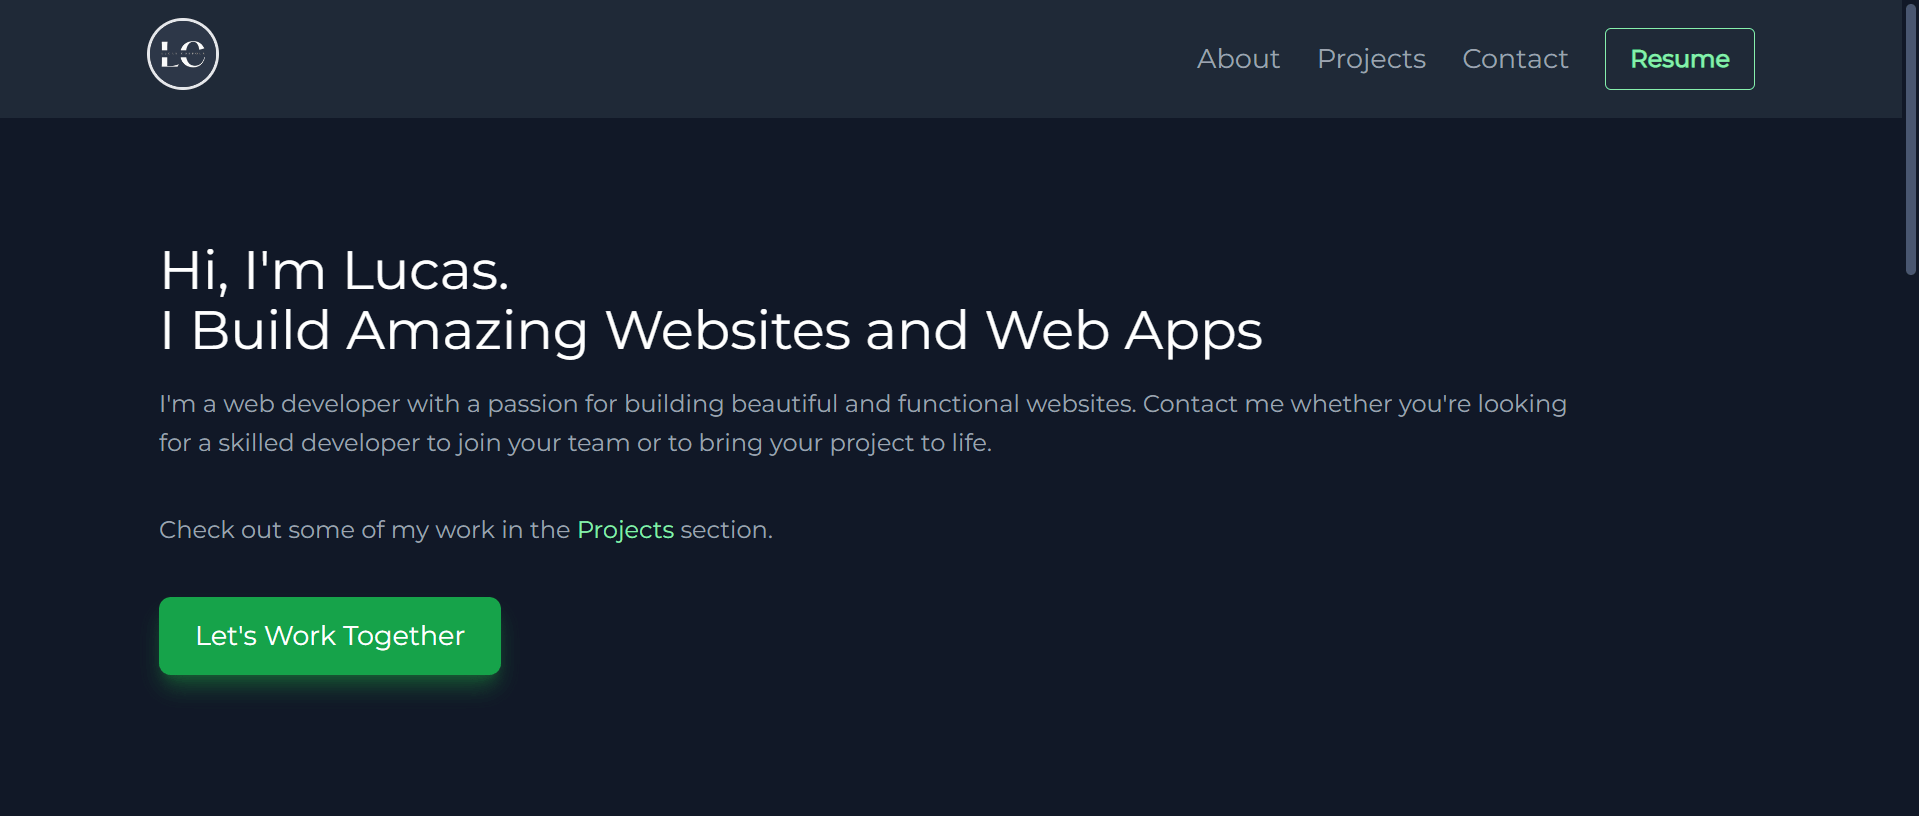 LC
About Projects Contact Resume
Hi, I'm Lucas.
I Build Amazing Websites and Web Apps
I'm a web developer with a passion for building beautiful and functional websites. Contact me whether you're looking
for a skilled developer to join your team or to bring your project to life.
Check out some of my work in the Projects section.
Let's Work Together